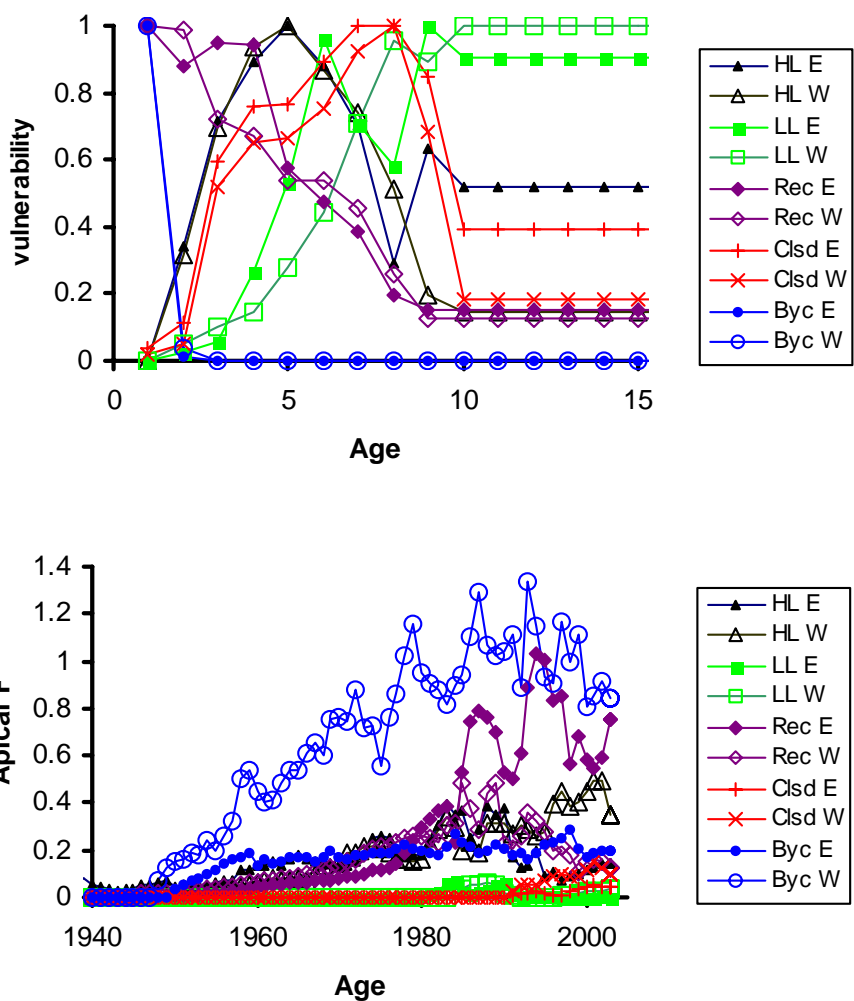 1
0.8
0.6
0.4
0.2
0
vulnerability
0 5 10 15
Age
HL E
HL W
LL E
LL W
Rec E
Rec W
Clsd E
Clsd W
Byc E
Byc W
1.4
1.2
1
0.8
0.6
0.4
0.2
0
Apical F
1940 1960 1980 2000
Age
HL E
HL W
LL E
LL W
Rec E
Rec W
Clsd E
Clsd W
Byc E
Byc W